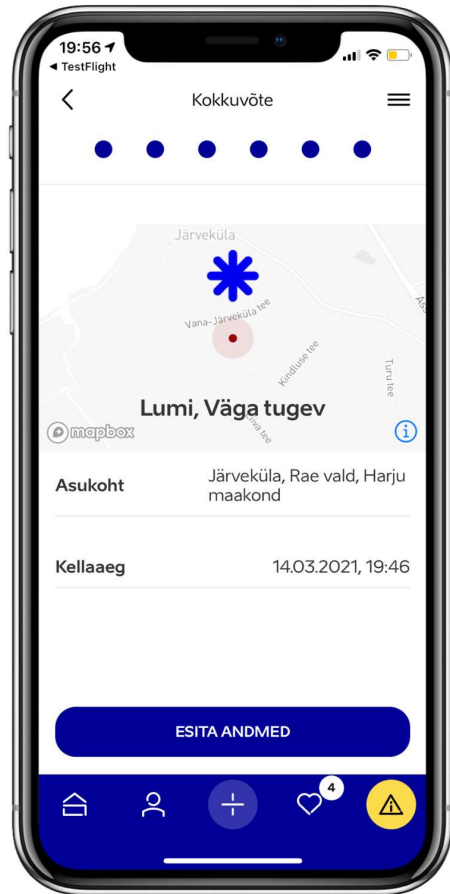 19:56
◀ TestFlight
Kokkuvõte
Järveküla
Vana-Järveküla tee
Kindluse tee
Turu tee
Lumi, Väga tugev
mapbox
Asukoht
Järveküla, Rae vald, Harju
maakond
Kellaaeg
14.03.2021, 19:46
ESITA ANDMED
4